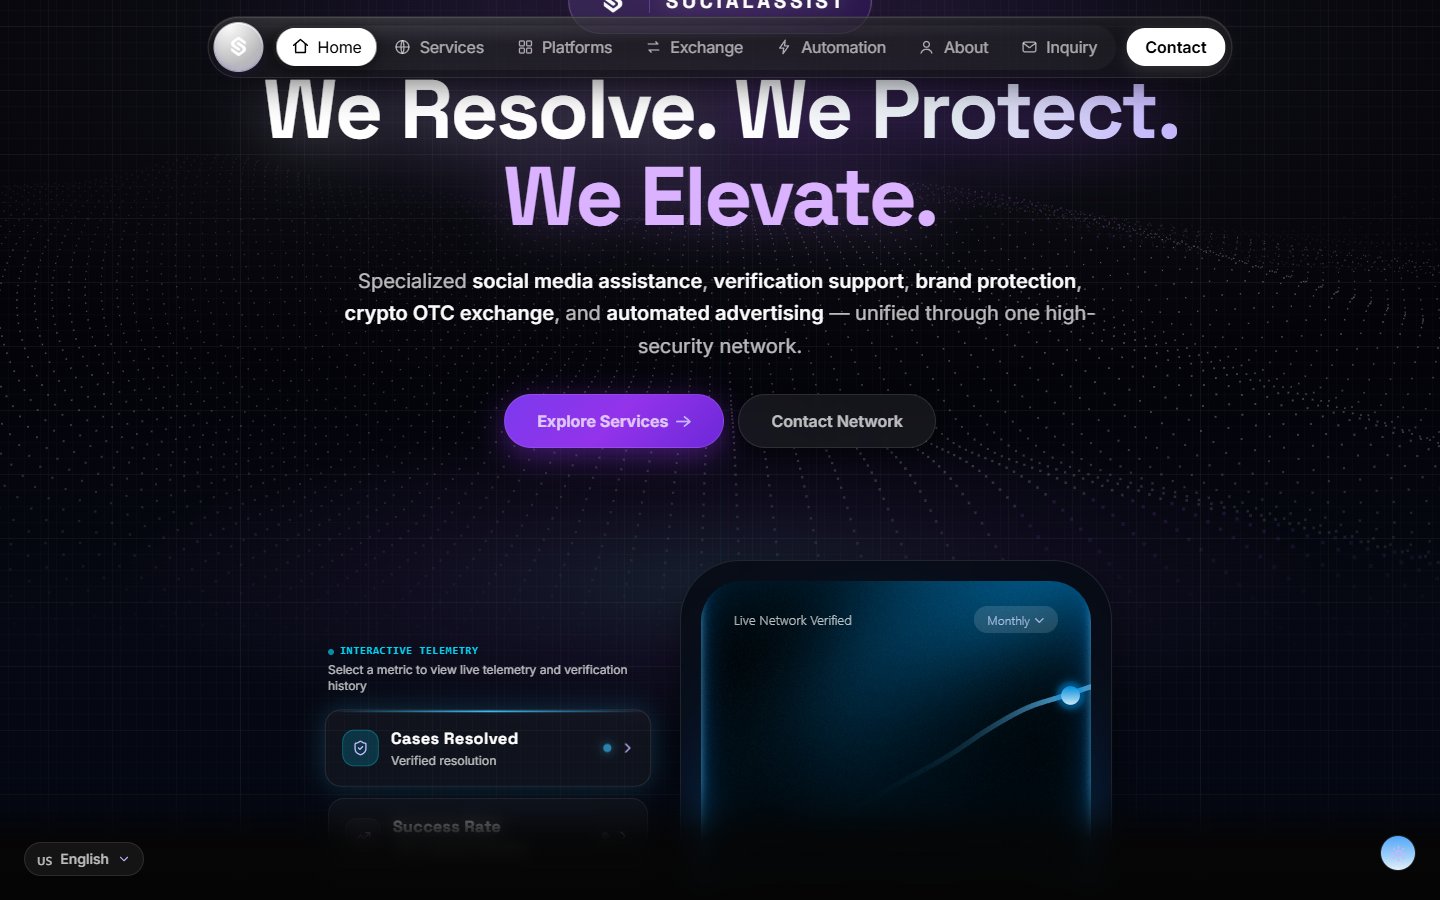 SOCIALASSIST
Home
Services
Platforms
Exchange
Automation
About
Inquiry
Contact
We Resolve. We Protect.
We Elevate.
Specialized social media assistance, verification support, brand protection,
crypto OTC exchange, and automated advertising — unified through one high-
security network.
Explore Services →
Contact Network
Live Network Verified
Monthly
INTERACTIVE TELEMETRY
Select a metric to view live telemetry and verification
history
Cases Resolved
Verified resolution
Success Rate
US English